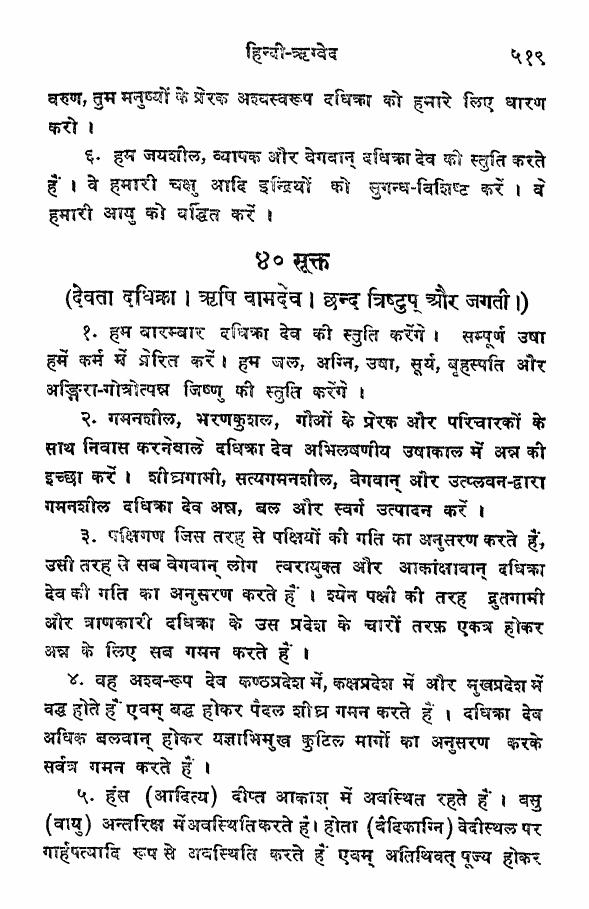 हिन्दी-ऋग्वेद ५१९
वरुण, तुम मनुष्यों के प्रेरक अश्वस्वरूप दधिक्रा को हमारे लिए धारण
करो ।
६. हम जयशील, व्यापक और वेगवान् दधिक्रा देव की स्तुति करते
हैं । वे हमारी चक्षु आदि इन्द्रियों को सुगन्ध-विशिष्ट करें । वे
हमारी आयु को वर्द्धित करें ।
४० सूक्त
(देवता दधिक्रा । ऋषि वामदेव । छन्द त्रिष्टुप् और जगती ।)
१. हम बारम्बार दधिक्रा देव की स्तुति करेंगे । सम्पूर्ण उषा
हमें कर्म में प्रेरित करें । हम जल, अग्नि, उषा, सूर्य, बृहस्पति और
अङ्गिरा-गोत्रोत्पन्न जिष्णु की स्तुति करेंगे ।
२. गमनशील, भरणकुशल, गौओं के प्रेरक और परिचारकों के
साथ निवास करनेवाले दधिक्रा देव अभिलषणीय उषाकाल में अन्न की
इच्छा करें । शीघ्रगामी, सत्यगमनशील, वेगवान् और उत्प्लवन-द्वारा
गमनशील दधिक्रा देव अन्न, बल और स्वर्ग उत्पादन करें ।
३. पक्षिगण जिस तरह से पक्षियों की गति का अनुसरण करते हैं,
उसी तरह से सब वेगवान् लोग त्वरायुक्त और आकांक्षावान् दधिक्रा
देव की गति का अनुसरण करते हैं । श्येन पक्षी की तरह द्रुतगामी
और त्राणकारी दधिक्रा के उस प्रदेश के चारों तरफ़ एकत्र होकर
अन्न के लिए सब गमन करते हैं ।
४. वह अश्व-रूप देव कण्ठप्रदेश में, कक्षप्रदेश में और मुखप्रदेश में
बद्ध होते हैं एवम् बद्ध होकर पैदल शीघ्र गमन करते हैं । दधिक्रा देव
अधिक बलवान् होकर यज्ञाभिमुख कुटिल मार्गों का अनुसरण करके
सर्वत्र गमन करते हैं ।
५. हंस (आदित्य) दीप्त आकाश में अवस्थित रहते हैं । वसु
(वायु) अन्तरिक्ष में अवस्थिति करते हैं । होता (वैदिकाग्नि) वेदीस्थल पर
गार्हपत्यादि रूप से अवस्थिति करते हैं एवम् अतिथिवत् पूज्य होकर